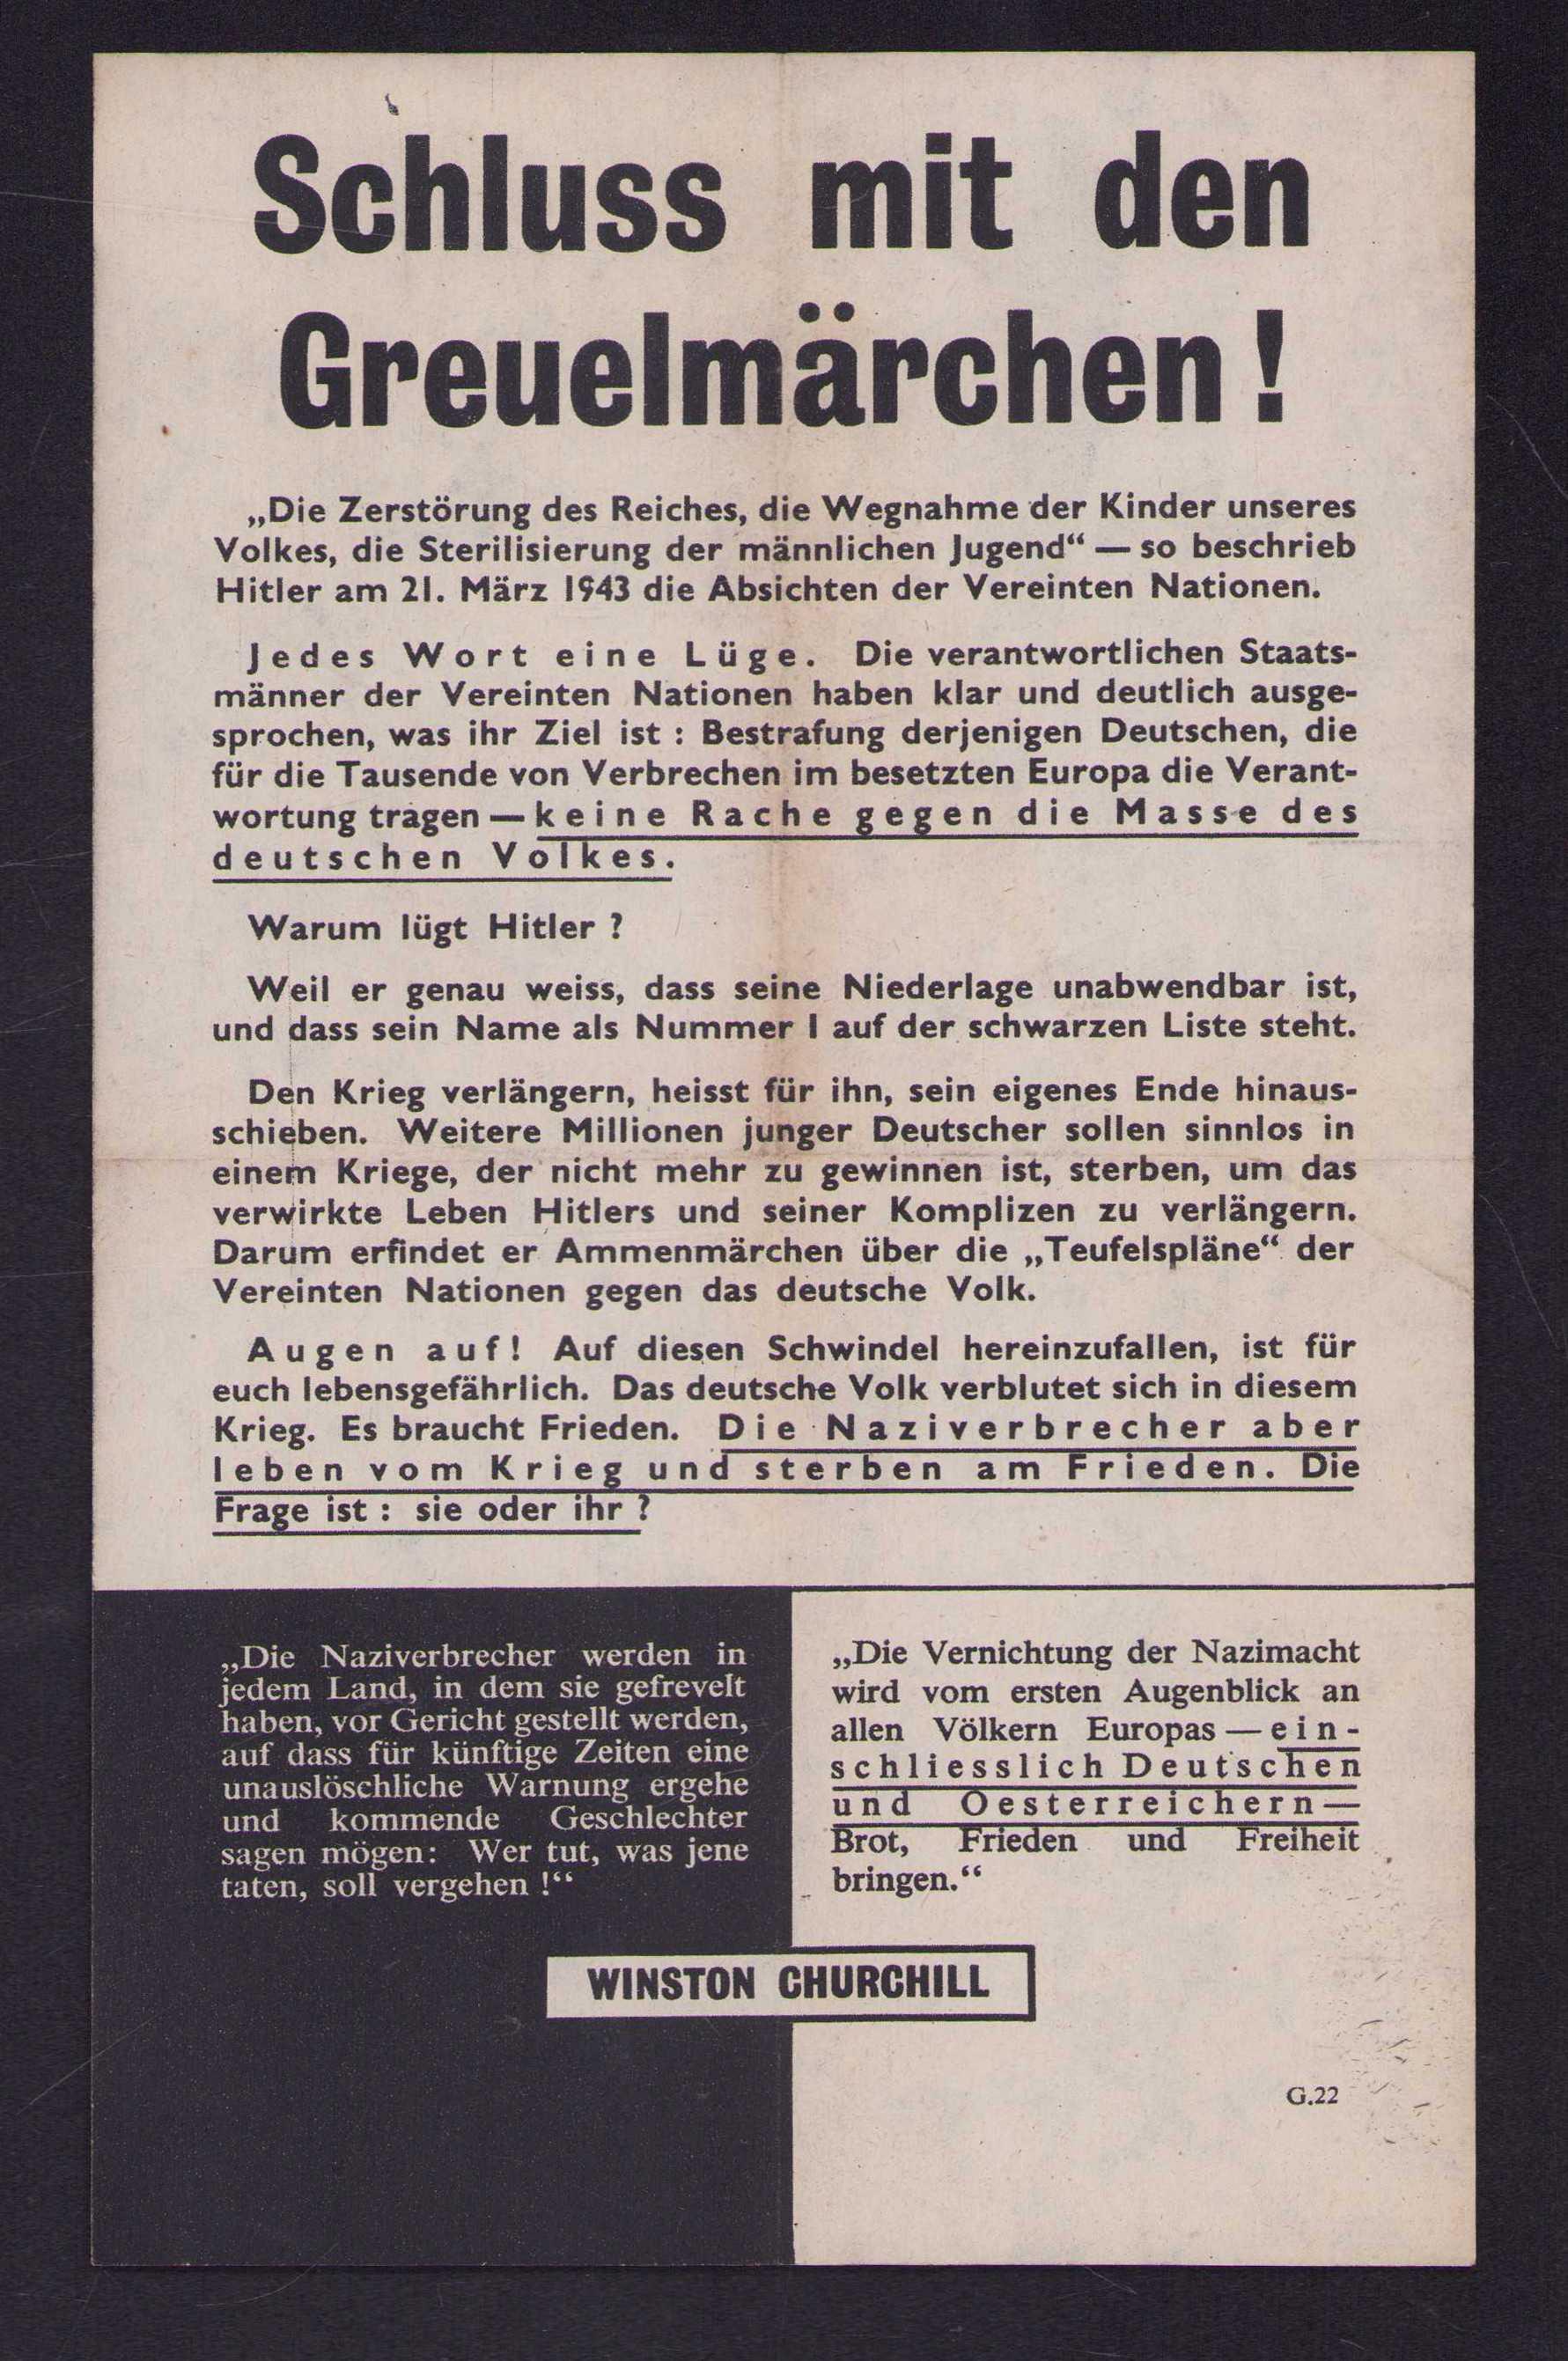 Schluss mit den
Greuelmärchen!
„Die Zerstörung des Reiches, die Wegnahme der Kinder unseres
Volkes, die Sterilisierung der männlichen Jugend“ — so beschrieb
Hitler am 21. März 1943 die Absichten der Vereinten Nationen.
Jedes Wort eine Lüge. Die verantwortlichen Staats-
männer der Vereinten Nationen haben klar und deutlich ausge-
sprochen, was ihr Ziel ist : Bestrafung derjenigen Deutschen, die
für die Tausende von Verbrechen im besetzten Europa die Verant-
wortung tragen — keine Rache gegen die Masse des
deutschen Volkes.
Warum lügt Hitler ?
Weil er genau weiss, dass seine Niederlage unabwendbar ist,
und dass sein Name als Nummer I auf der schwarzen Liste steht.
Den Krieg verlängern, heisst für ihn, sein eigenes Ende hinaus-
schieben. Weitere Millionen junger Deutscher sollen sinnlos in
einem Kriege, der nicht mehr zu gewinnen ist, sterben, um das
verwirkte Leben Hitlers und seiner Komplizen zu verlängern.
Darum erfindet er Ammenmärchen über die „Teufelspläne“ der
Vereinten Nationen gegen das deutsche Volk.
Augen auf! Auf diesen Schwindel hereinzufallen, ist für
euch lebensgefährlich. Das deutsche Volk verblutet sich in diesem
Krieg. Es braucht Frieden. Die Naziverbrecher aber
leben vom Krieg und sterben am Frieden. Die
Frage ist : sie oder ihr ?
„Die Naziverbrecher werden in
jedem Land, in dem sie gefrevelt
haben, vor Gericht gestellt werden,
auf dass für künftige Zeiten eine
unauslöschliche Warnung ergehe
und kommende Geschlechter
sagen mögen: Wer tut, was jene
taten, soll vergehen !“
„Die Vernichtung der Nazimacht
wird vom ersten Augenblick an
allen Völkern Europas — ein-
schliesslich Deutschen
und Oesterreichern —
Brot, Frieden und Freiheit
bringen.“
WINSTON CHURCHILL
G.22